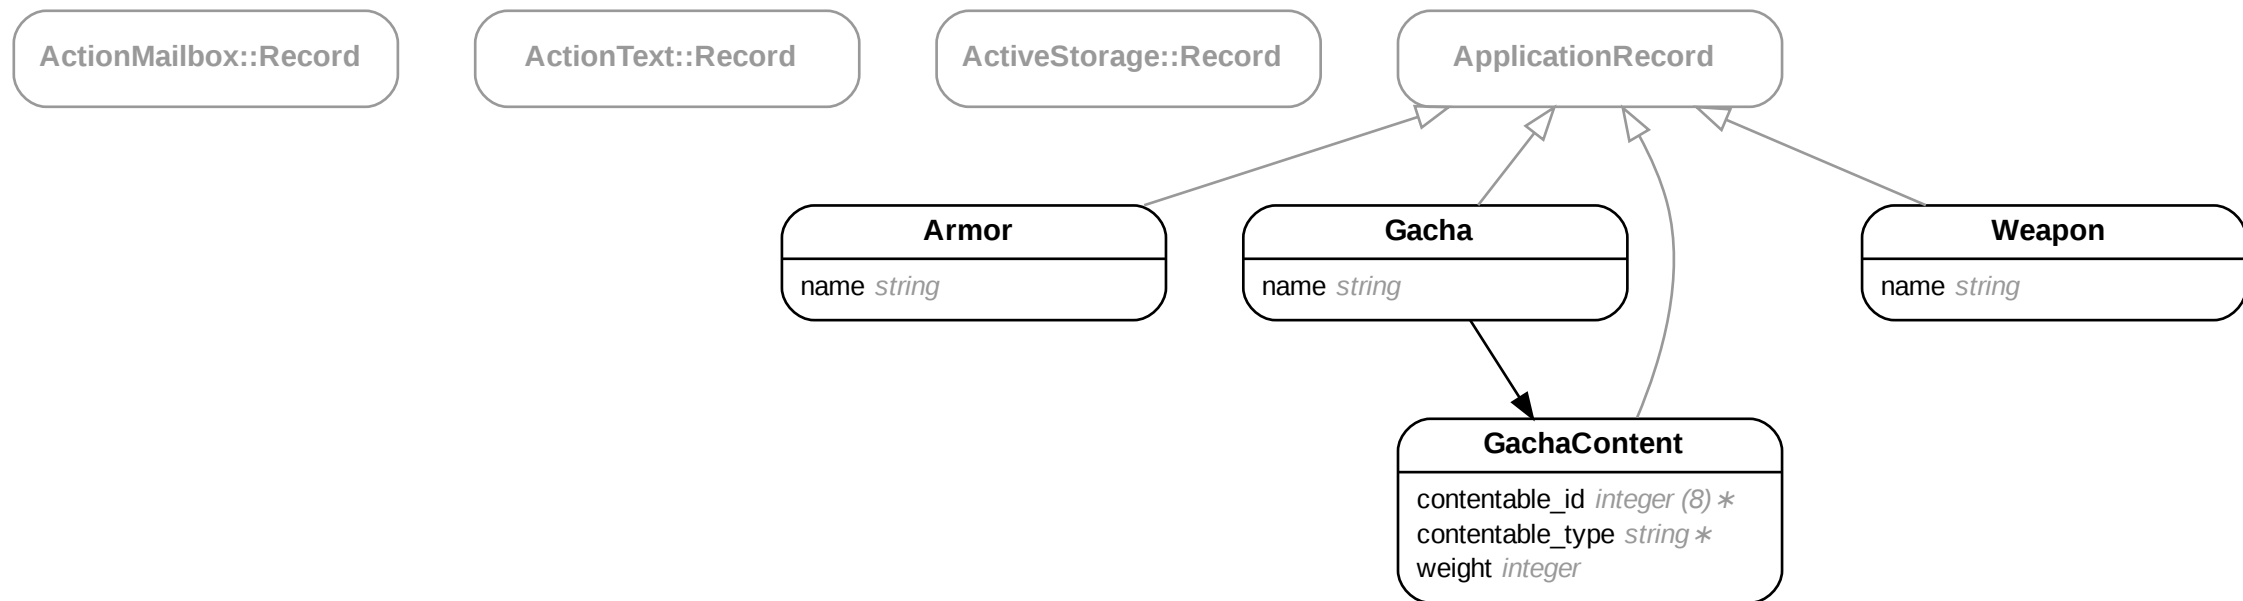 ActionMailbox::Record
ActionText::Record
ActiveStorage::Record
ApplicationRecord
Armor
name string
Gacha
name string
Weapon
name string
GachaContent
contentable_id integer (8) ∗
contentable_type string ∗
weight integer